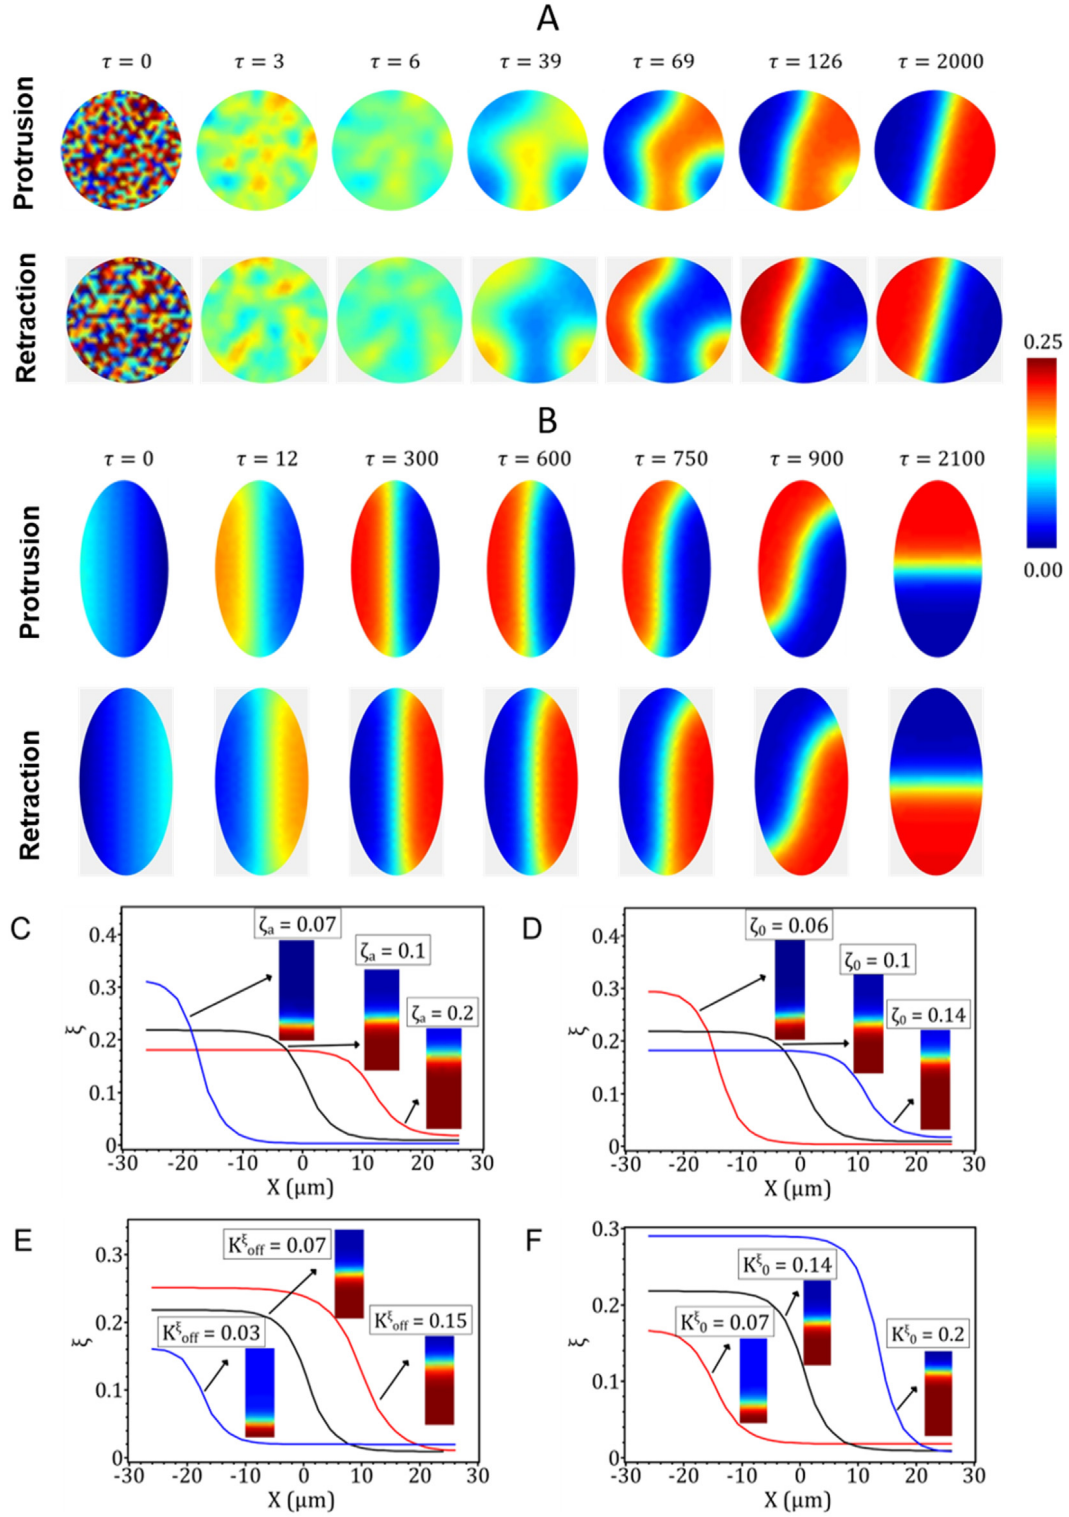 A
τ = 0 τ = 3 τ = 6 τ = 39 τ = 69 τ = 126 τ = 2000
Protrusion
Retraction
0.25
0.00
B
τ = 0 τ = 12 τ = 300 τ = 600 τ = 750 τ = 900 τ = 2100
Protrusion
Retraction
C
ζa = 0.07
ζa = 0.1
ζa = 0.2
0.4
0.3
0.2
0.1
0
ξ
-30 -20 -10 0 10 20 30
X (μm)
D
ζ0 = 0.06
ζ0 = 0.1
ζ0 = 0.14
0.4
0.3
0.2
0.1
0
ξ
-30 -20 -10 0 10 20 30
X (μm)
E
Kξoff = 0.07
Kξoff = 0.03
Kξoff = 0.15
0.3
0.2
0.1
0
ξ
-30 -20 -10 0 10 20 30
X (μm)
F
Kξ0 = 0.14
Kξ0 = 0.07
Kξ0 = 0.2
0.3
0.2
0.1
0
ξ
-30 -20 -10 0 10 20 30
X (μm)